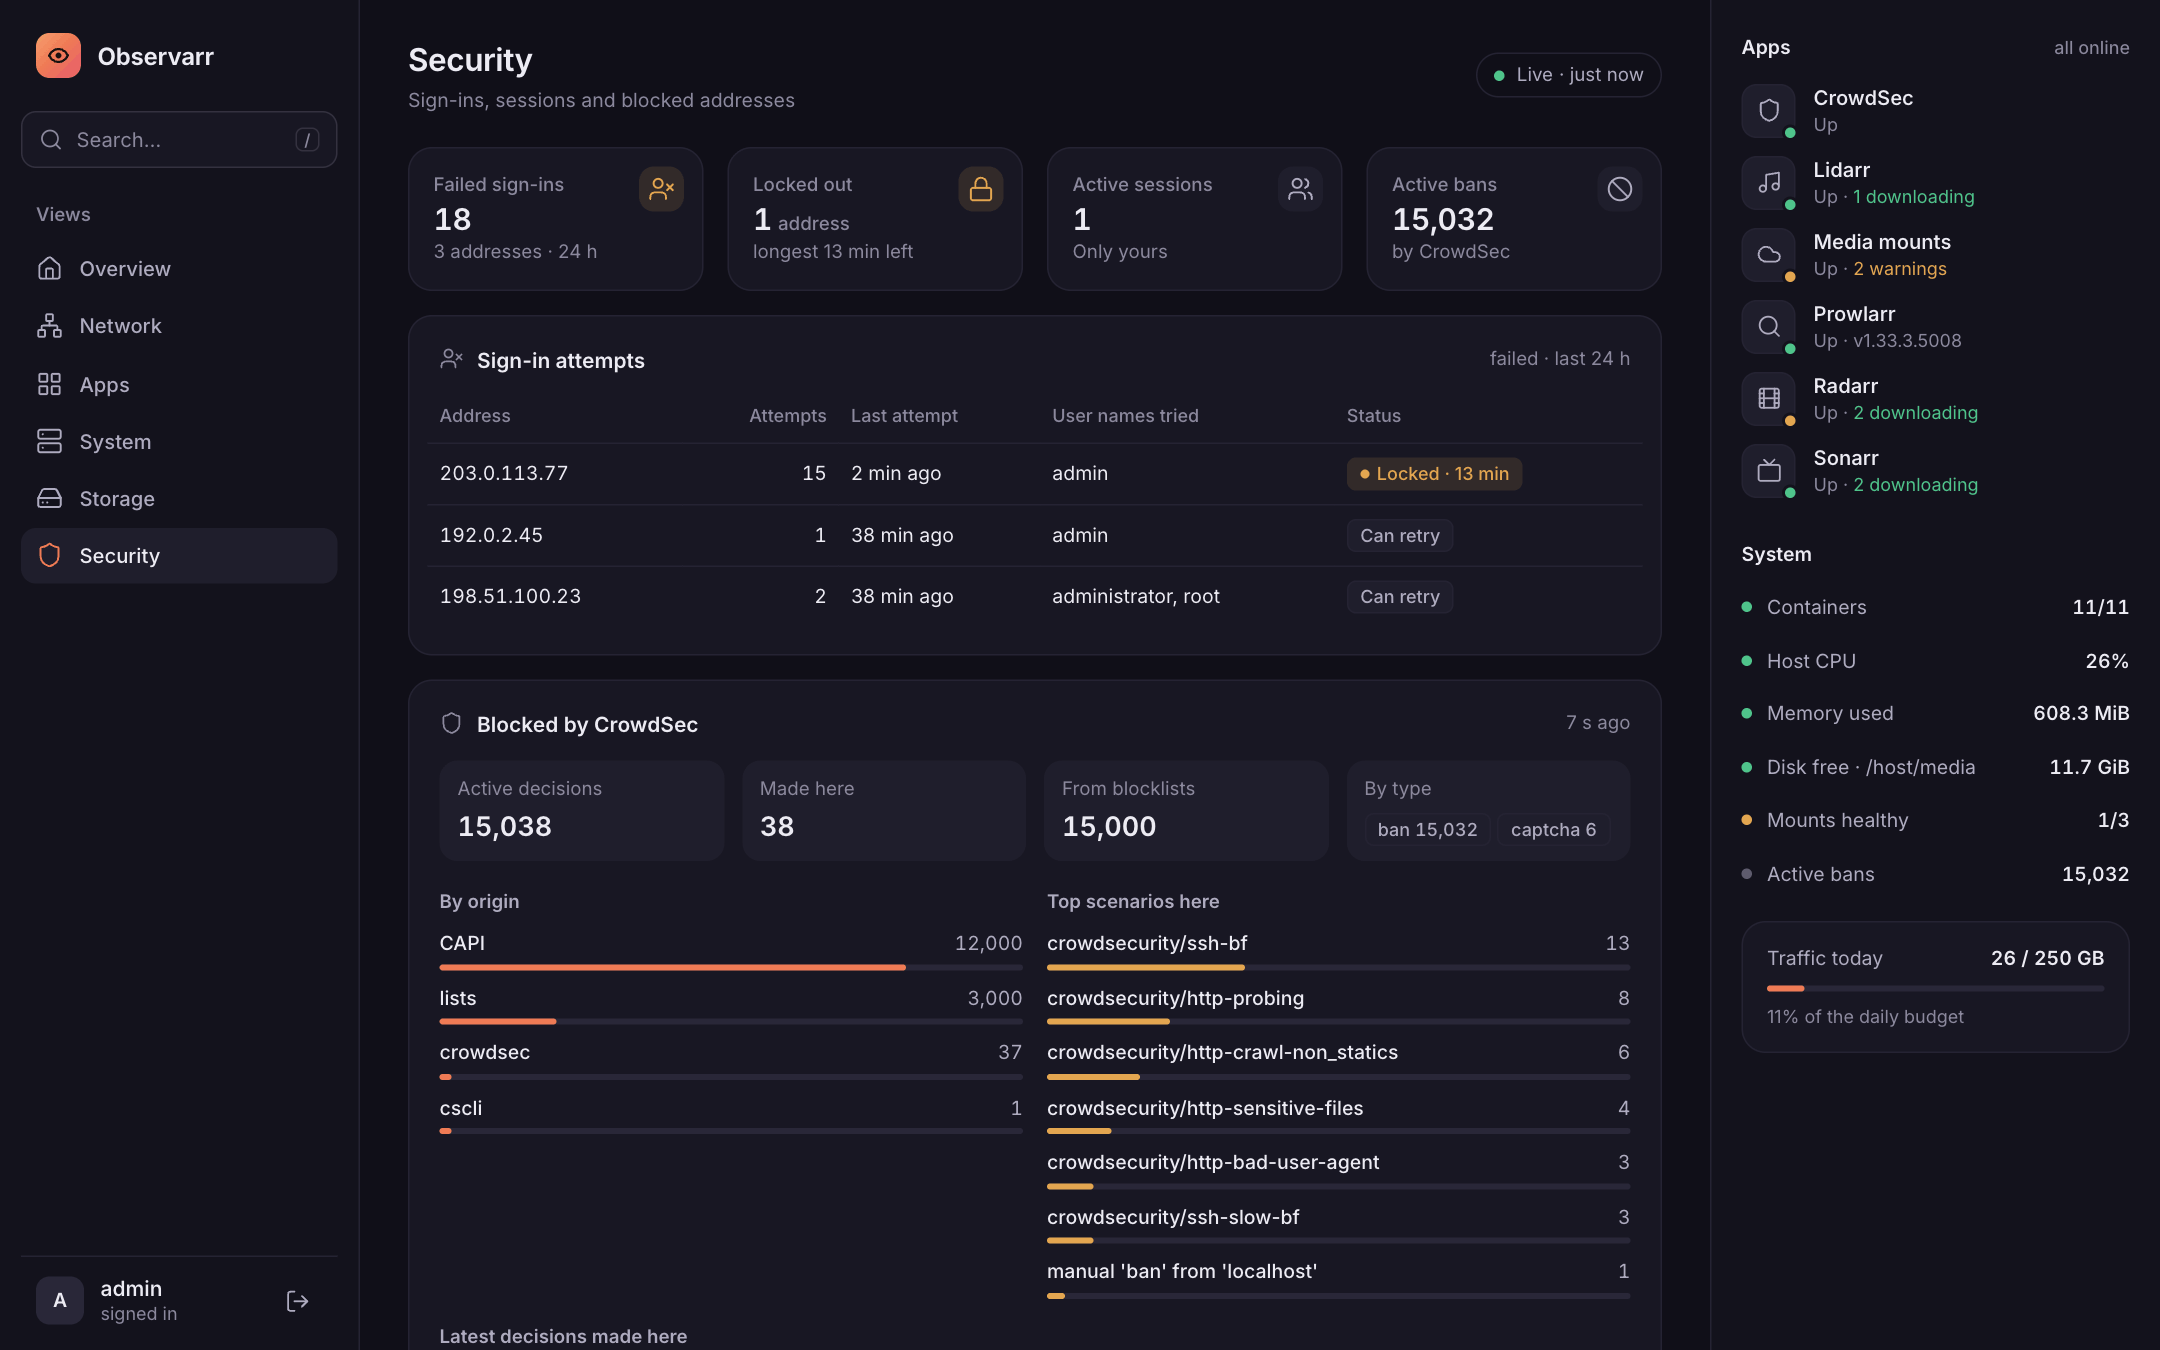 Observarr
Search...
/
Views
Overview
Network
Apps
System
Storage
Security
admin
signed in
A
Security
Sign-ins, sessions and blocked addresses
Live · just now
Failed sign-ins
18
3 addresses · 24 h
Locked out
1 address
longest 13 min left
Active sessions
1
Only yours
Active bans
15,032
by CrowdSec
Sign-in attempts
failed · last 24 h
Address Attempts Last attempt User names tried Status
203.0.113.77 15 2 min ago admin Locked · 13 min
192.0.2.45 1 38 min ago admin Can retry
198.51.100.23 2 38 min ago administrator, root Can retry
Blocked by CrowdSec
7 s ago
Active decisions
15,038
Made here
38
From blocklists
15,000
By type
ban 15,032 captcha 6
By origin
CAPI 12,000
lists 3,000
crowdsec 37
cscli 1
Top scenarios here
crowdsecurity/ssh-bf 13
crowdsecurity/http-probing 8
crowdsecurity/http-crawl-non_statics 6
crowdsecurity/http-sensitive-files 4
crowdsecurity/http-bad-user-agent 3
crowdsecurity/ssh-slow-bf 3
manual 'ban' from 'localhost' 1
Latest decisions made here
Apps
all online
CrowdSec
Up
Lidarr
Up · 1 downloading
Media mounts
Up · 2 warnings
Prowlarr
Up · v1.33.3.5008
Radarr
Up · 2 downloading
Sonarr
Up · 2 downloading
System
Containers 11/11
Host CPU 26%
Memory used 608.3 MiB
Disk free · /host/media 11.7 GiB
Mounts healthy 1/3
Active bans 15,032
Traffic today 26 / 250 GB
11% of the daily budget